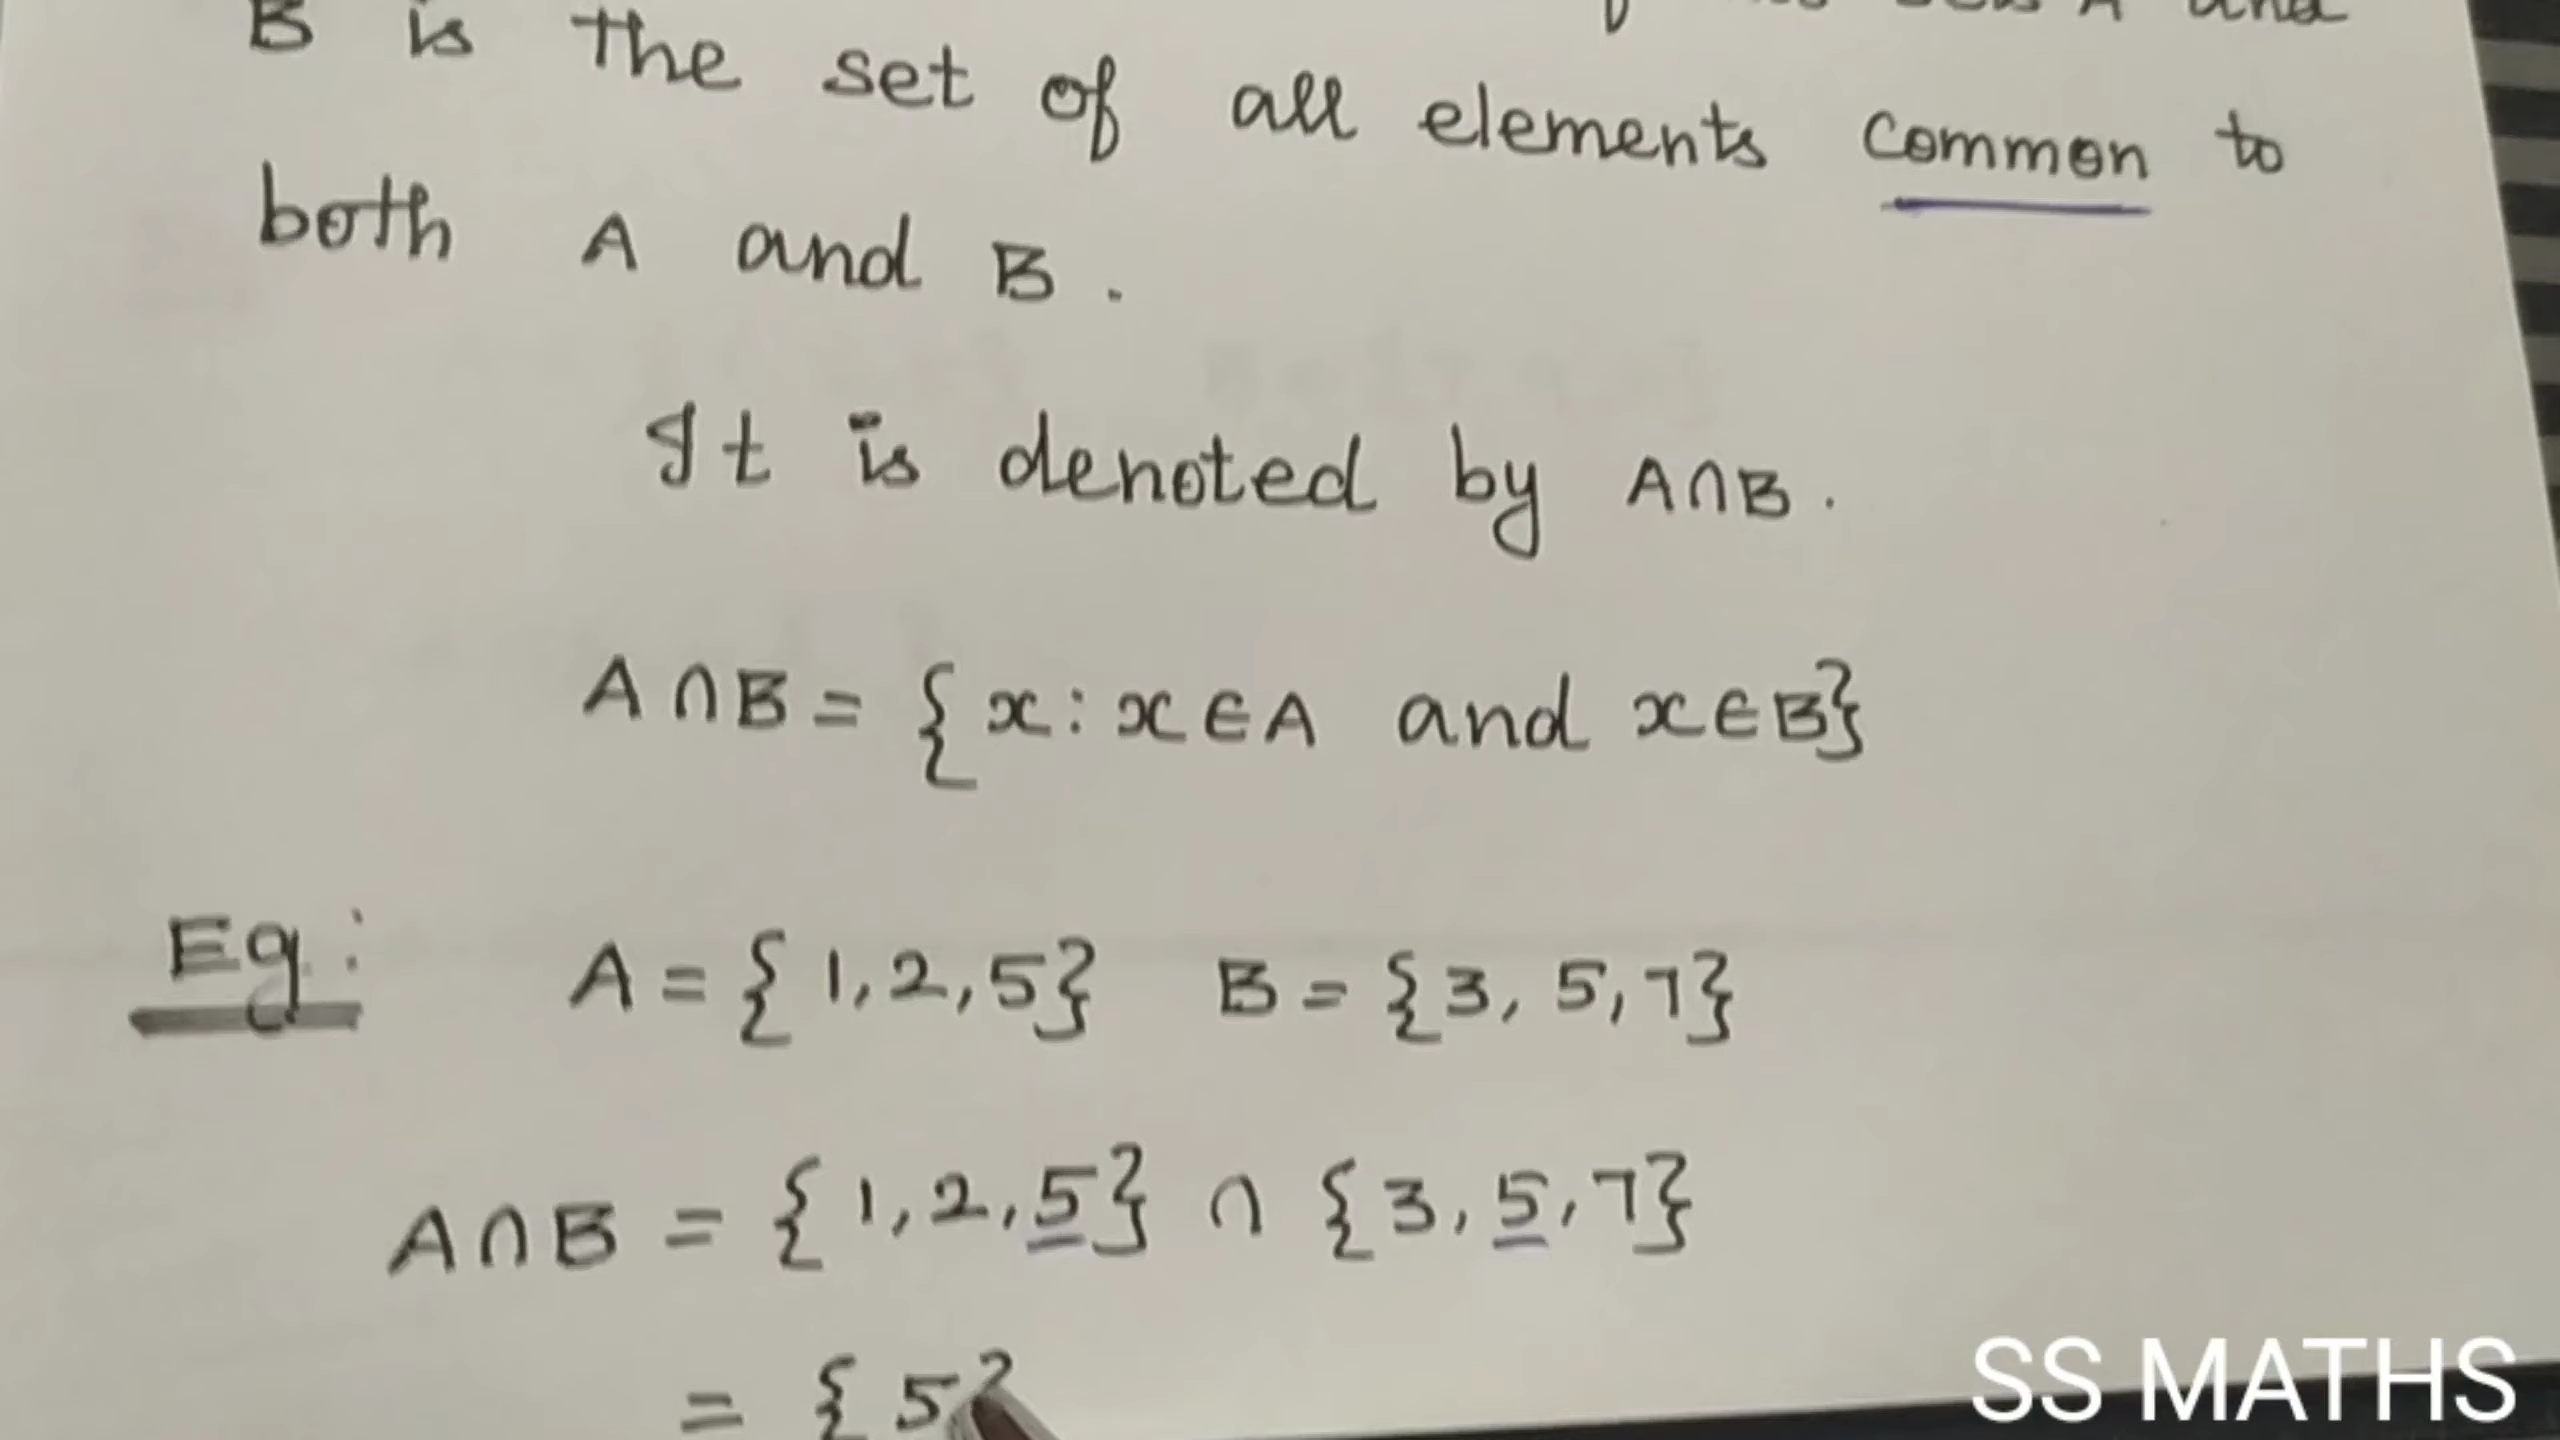 B is the set of all elements common to
both A and B.
It is denoted by A∩B.
A∩B = {x : x∈A and x∈B}
Eg: A = {1,2,5} B = {3, 5,7}
A∩B = {1,2,5} ∩ {3,5,7}
= {5
SS MATHS